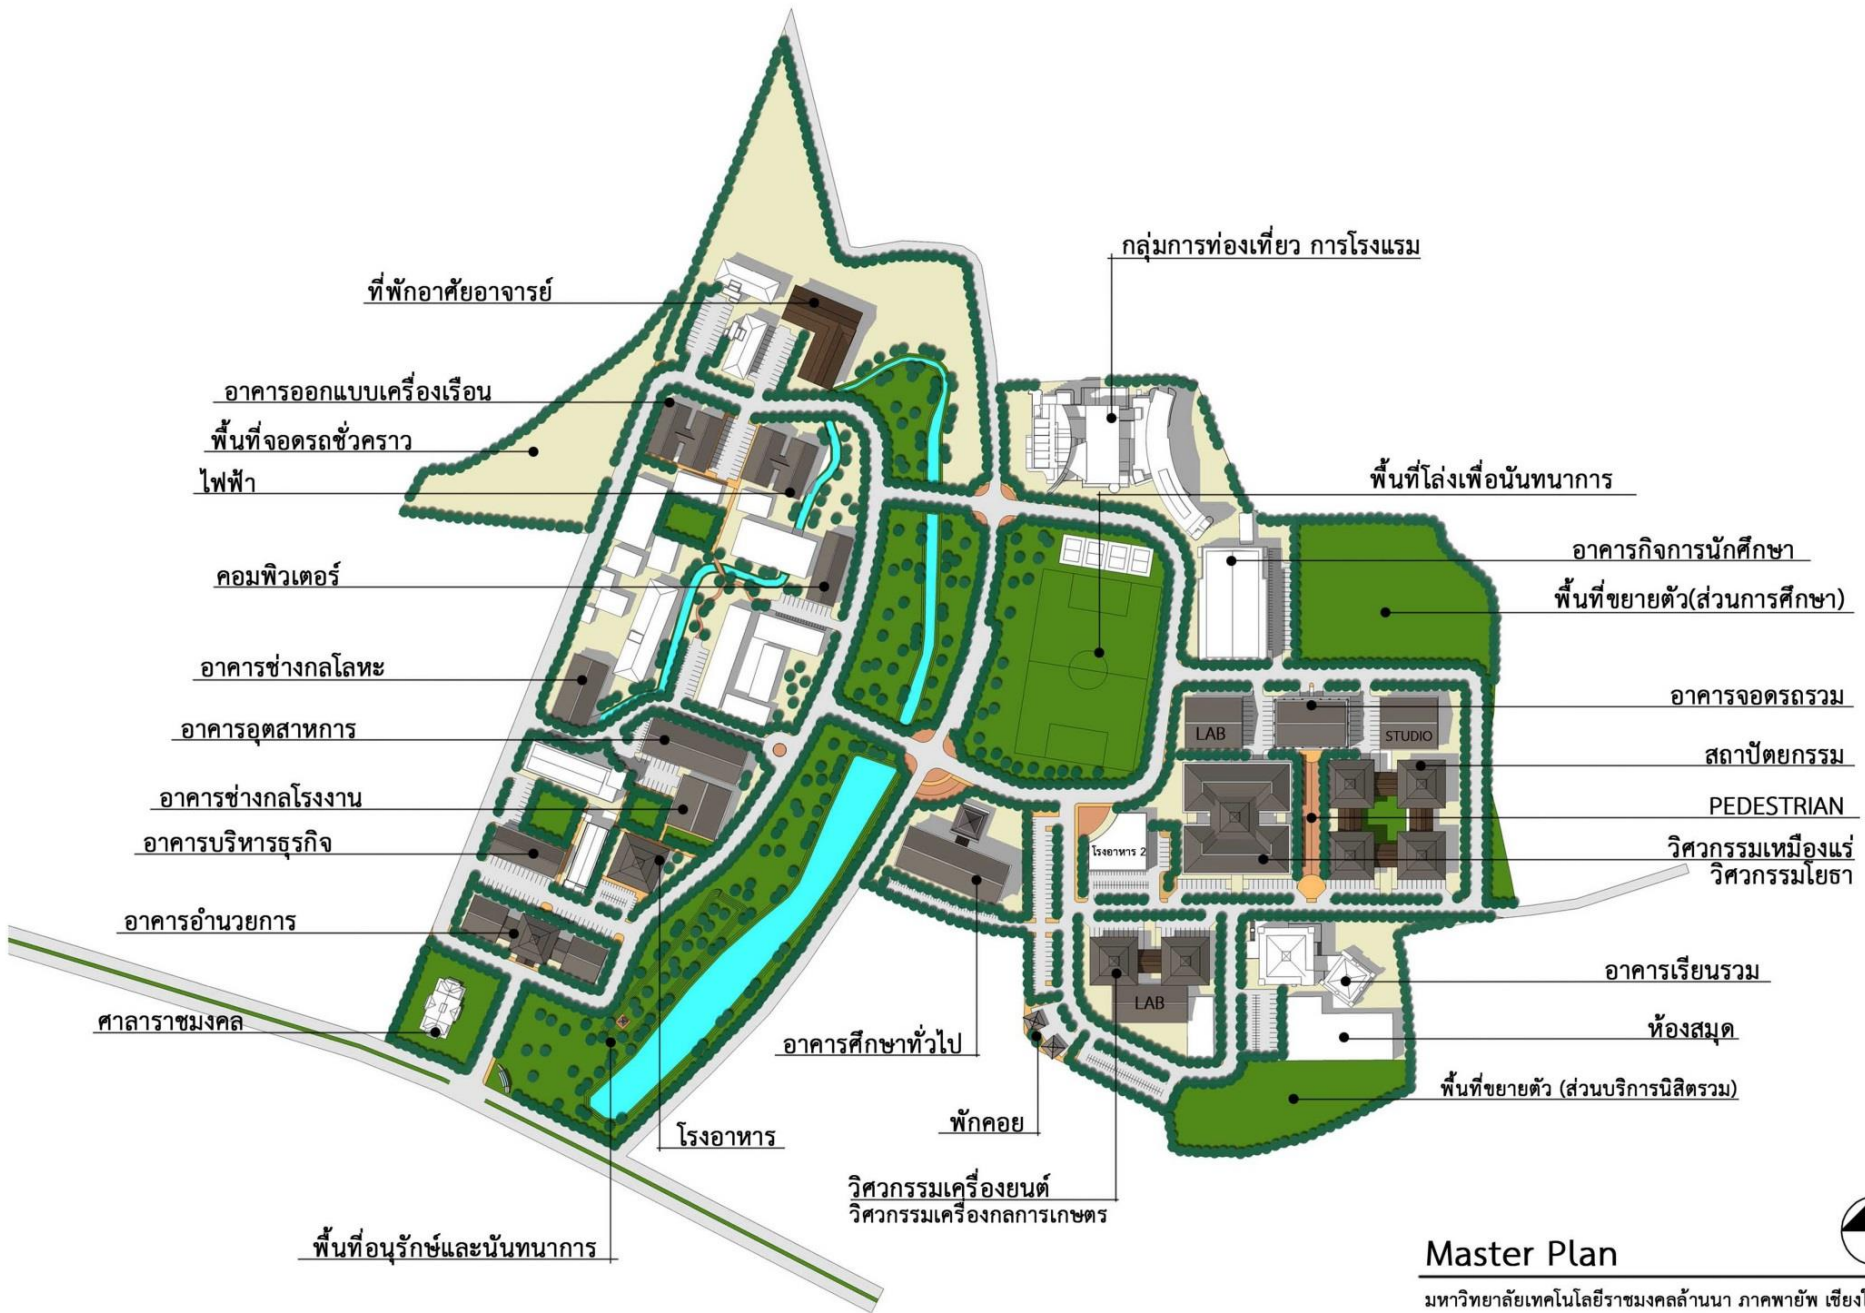 กลุ่มการท่องเที่ยว การโรงแรม
ที่พักอาศัยอาจารย์
อาคารออกแบบเครื่องเรือน
พื้นที่จอดรถชั่วคราว
ไฟฟ้า
พื้นที่โล่งเพื่อนันทนาการ
อาคารกิจการนักศึกษา
คอมพิวเตอร์
พื้นที่ขยายตัว(ส่วนการศึกษา)
อาคารช่างกลโลหะ
อาคารจอดรถรวม
อาคารอุตสาหการ
LAB
STUDIO
สถาปัตยกรรม
อาคารช่างกลโรงงาน
PEDESTRIAN
อาคารบริหารธุรกิจ
โรงอาหาร 2
วิศวกรรมเหมืองแร่
วิศวกรรมโยธา
อาคารอำนวยการ
อาคารเรียนรวม
LAB
ศาลาราชมงคล
ห้องสมุด
อาคารศึกษาทั่วไป
พื้นที่ขยายตัว (ส่วนบริการนิสิตรวม)
พักคอย
โรงอาหาร
วิศวกรรมเครื่องยนต์
วิศวกรรมเครื่องกลการเกษตร
พื้นที่อนุรักษ์และนันทนาการ
Master Plan
มหาวิทยาลัยเทคโนโลยีราชมงคลล้านนา ภาคพายัพ